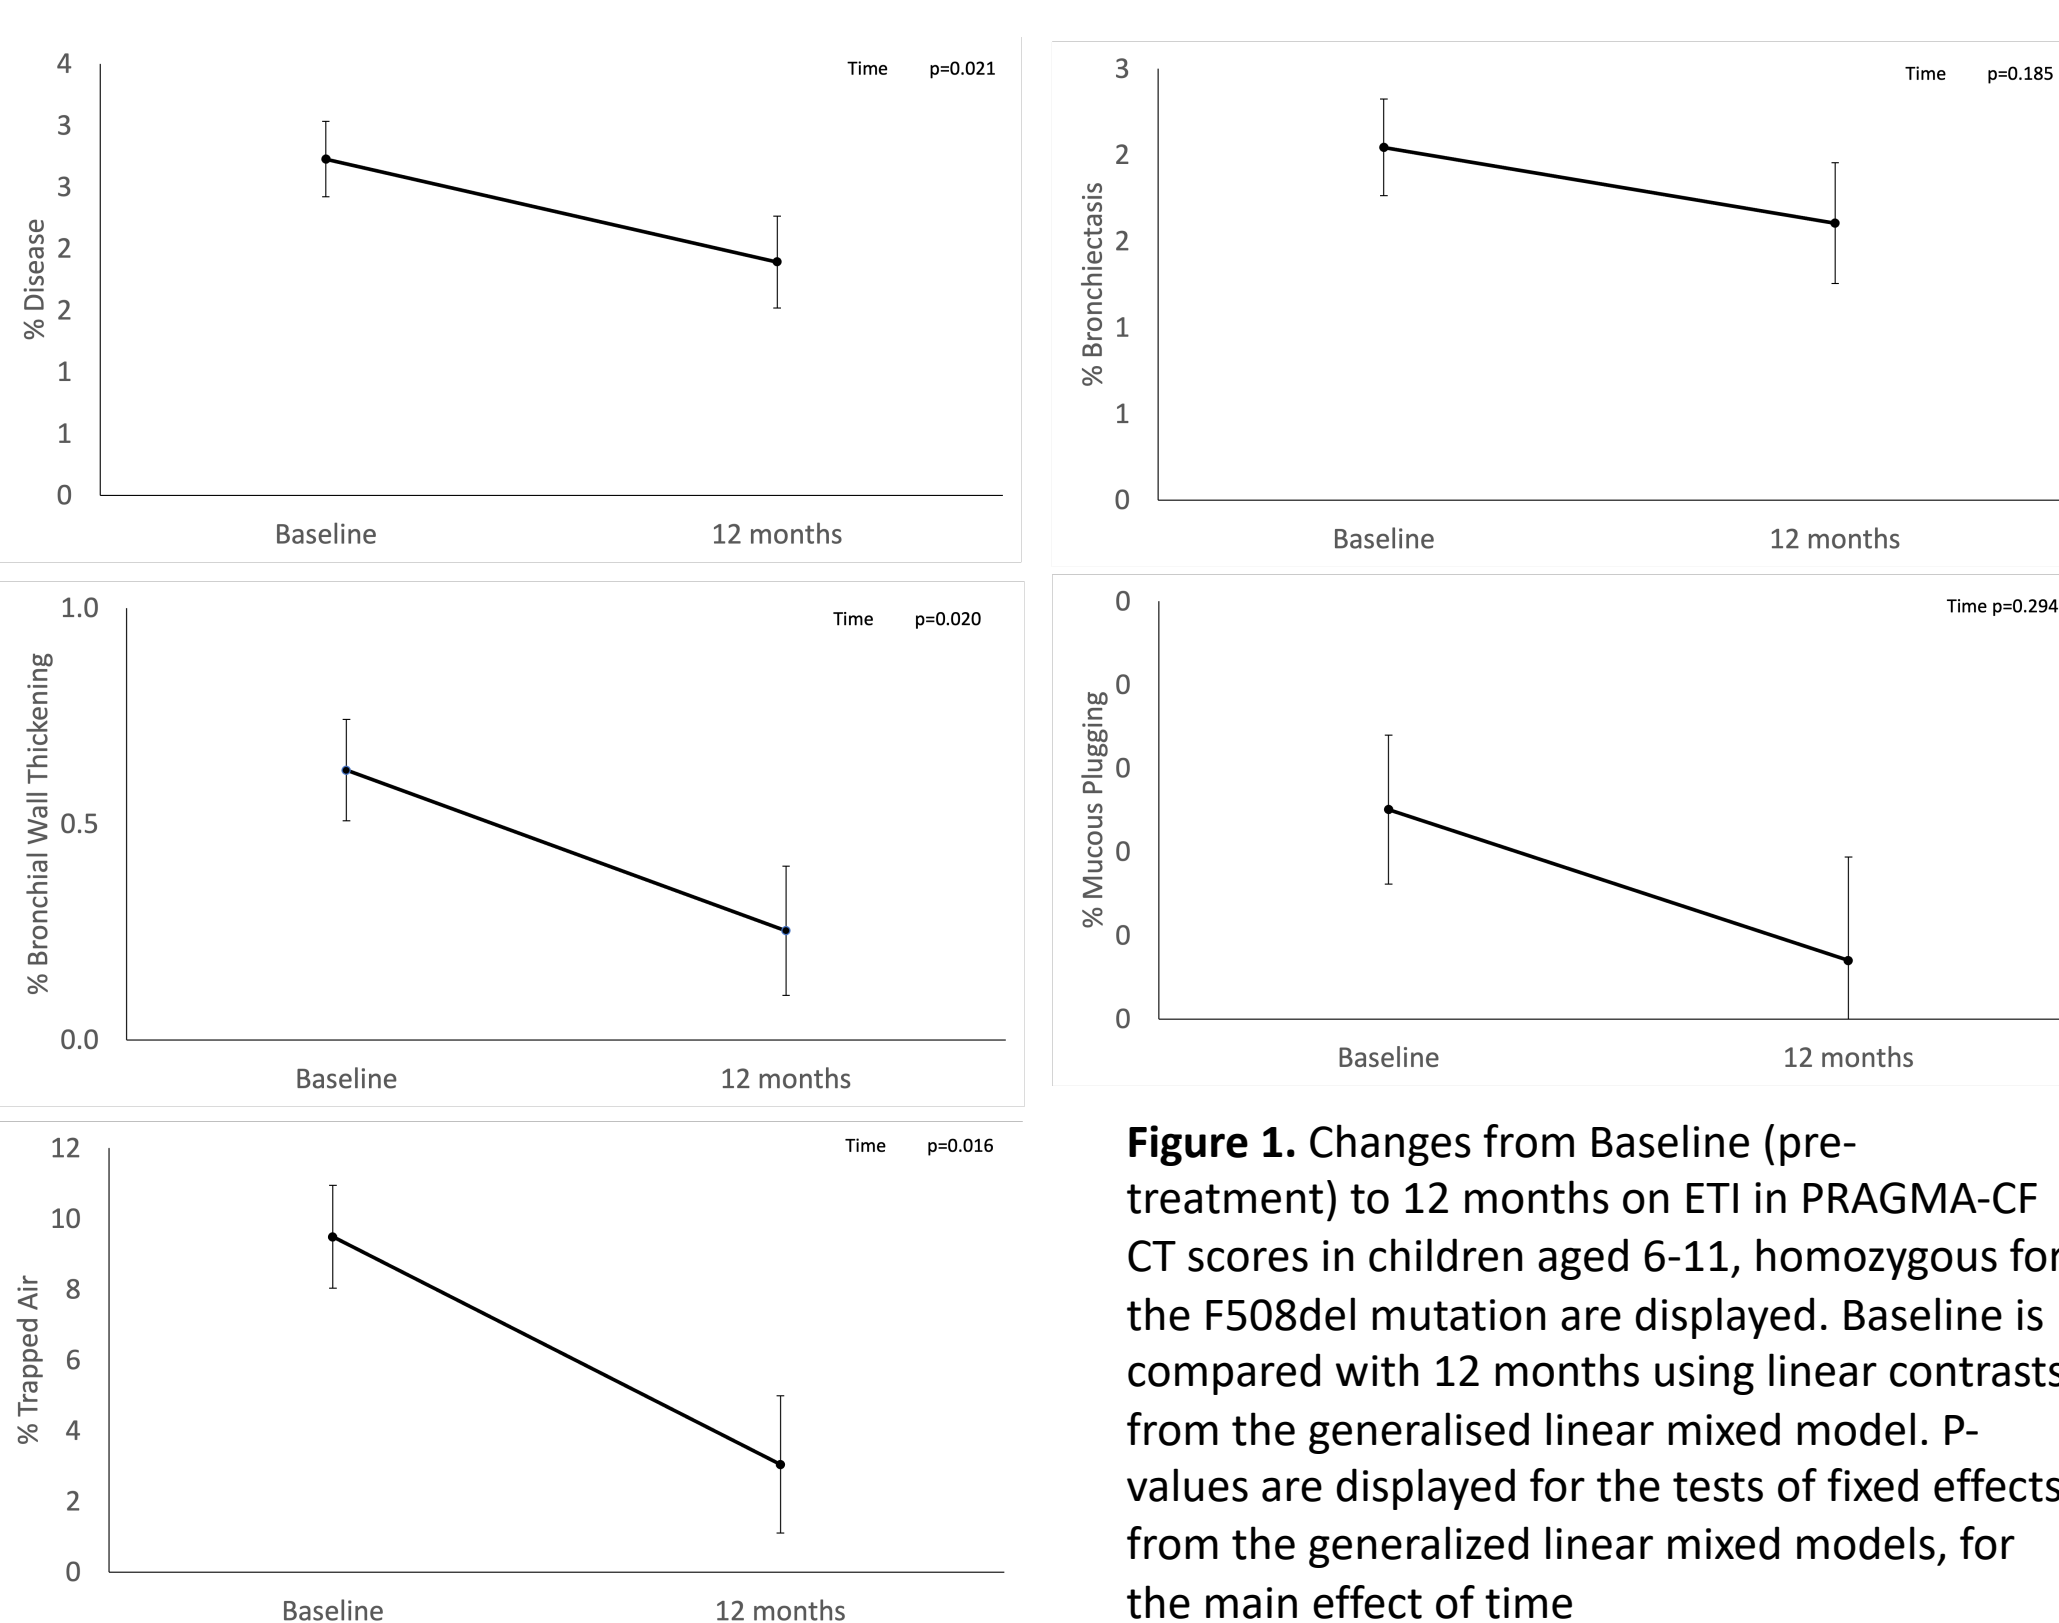 4
Time p=0.021
3
3
2
2
1
1
0
% Disease
Baseline 12 months
3
Time p=0.185
2
2
1
1
0
% Bronchiectasis
Baseline 12 months
1.0
Time p=0.020
0.5
0.0
% Bronchial Wall Thickening
Baseline 12 months
0
Time p=0.294
0
0
0
0
0
% Mucous Plugging
Baseline 12 months
12
Time p=0.016
10
8
6
4
2
0
% Trapped Air
Baseline 12 months
Figure 1. Changes from Baseline (pre-
treatment) to 12 months on ETI in PRAGMA-CF
CT scores in children aged 6-11, homozygous for
the F508del mutation are displayed. Baseline is
compared with 12 months using linear contrasts
from the generalised linear mixed model. P-
values are displayed for the tests of fixed effects
from the generalized linear mixed models, for
the main effect of time